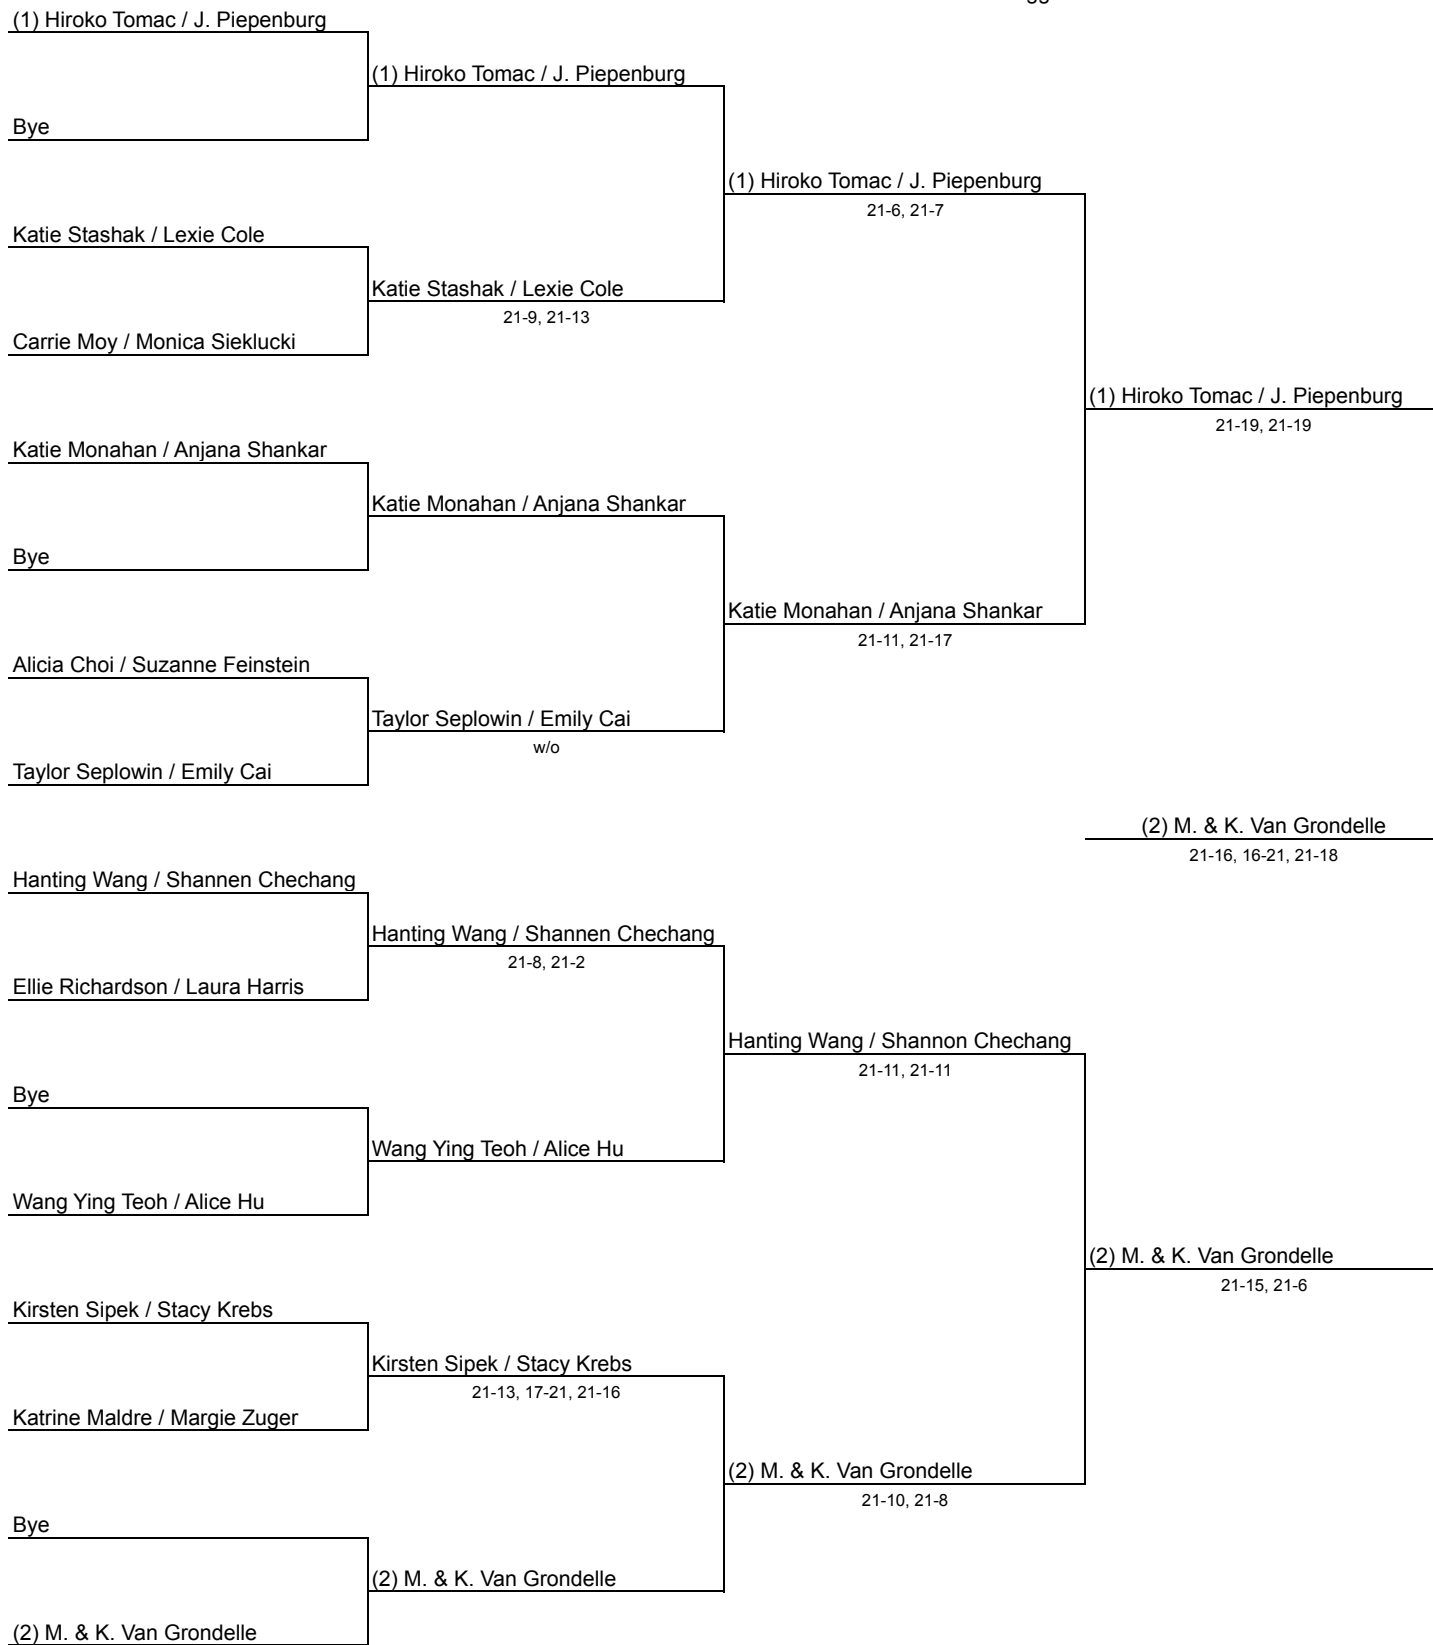 (1) Hiroko Tomac / J. Piepenburg
(1) Hiroko Tomac / J. Piepenburg
Bye
(1) Hiroko Tomac / J. Piepenburg
21-6, 21-7
Katie Stashak / Lexie Cole
Katie Stashak / Lexie Cole
21-9, 21-13
Carrie Moy / Monica Sieklucki
(1) Hiroko Tomac / J. Piepenburg
21-19, 21-19
Katie Monahan / Anjana Shankar
Katie Monahan / Anjana Shankar
Bye
Katie Monahan / Anjana Shankar
21-11, 21-17
Alicia Choi / Suzanne Feinstein
Taylor Seplowin / Emily Cai
w/o
Taylor Seplowin / Emily Cai
(2) M. & K. Van Grondelle
21-16, 16-21, 21-18
Hanting Wang / Shannen Chechang
Hanting Wang / Shannen Chechang
21-8, 21-2
Ellie Richardson / Laura Harris
Hanting Wang / Shannon Chechang
21-11, 21-11
Bye
Wang Ying Teoh / Alice Hu
Wang Ying Teoh / Alice Hu
(2) M. & K. Van Grondelle
21-15, 21-6
Kirsten Sipek / Stacy Krebs
Kirsten Sipek / Stacy Krebs
21-13, 17-21, 21-16
Katrine Maldre / Margie Zuger
(2) M. & K. Van Grondelle
21-10, 21-8
Bye
(2) M. & K. Van Grondelle
(2) M. & K. Van Grondelle